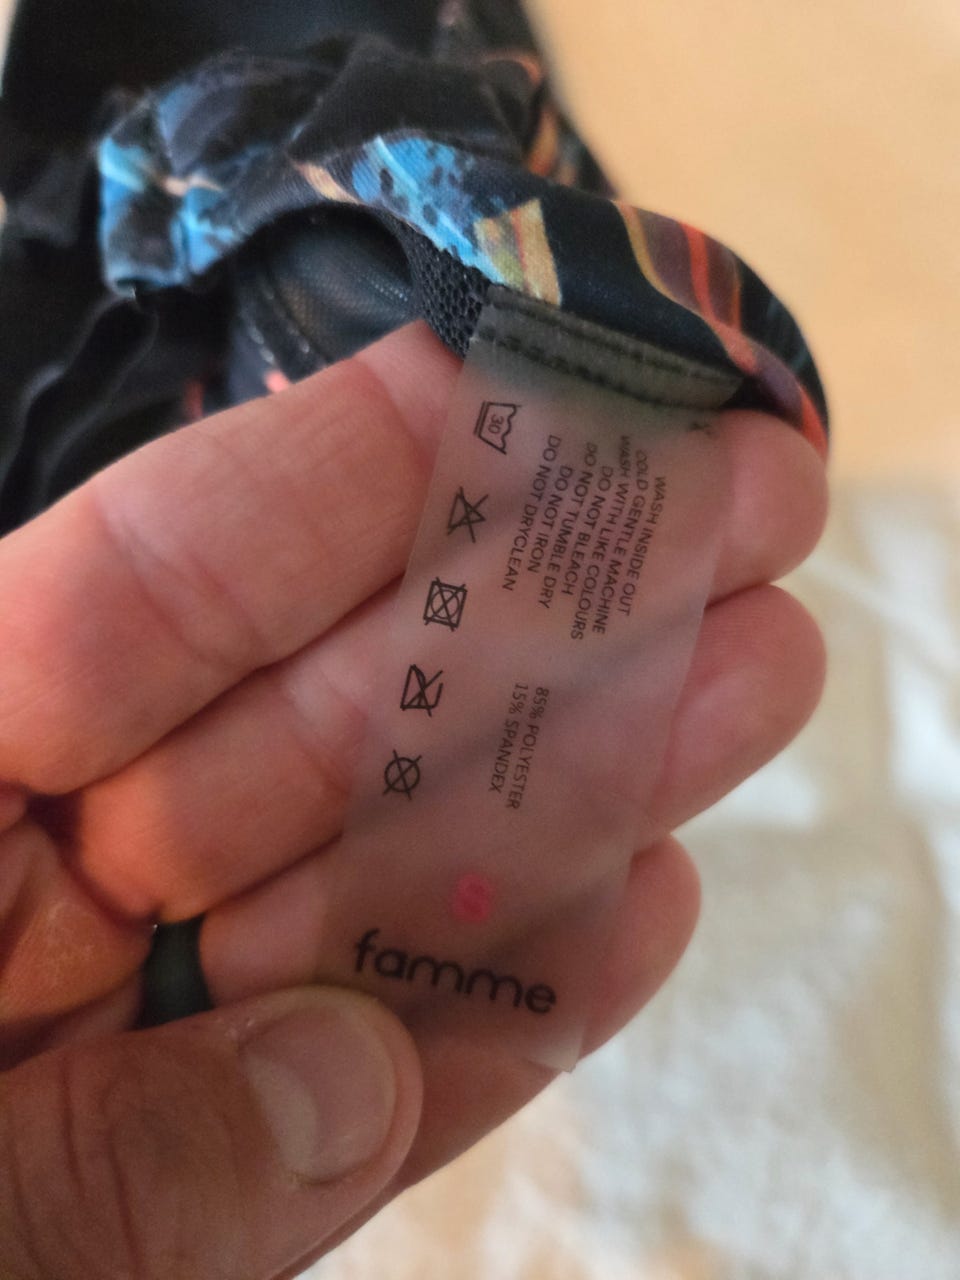 WASH INSIDE OUT
COLD GENTLE MACHINE
WASH WITH LIKE COLOURS
DO NOT BLEACH
DO NOT TUMBLE DRY
DO NOT IRON
DO NOT DRYCLEAN
30
85% POLYESTER
15% SPANDEX
S
famme